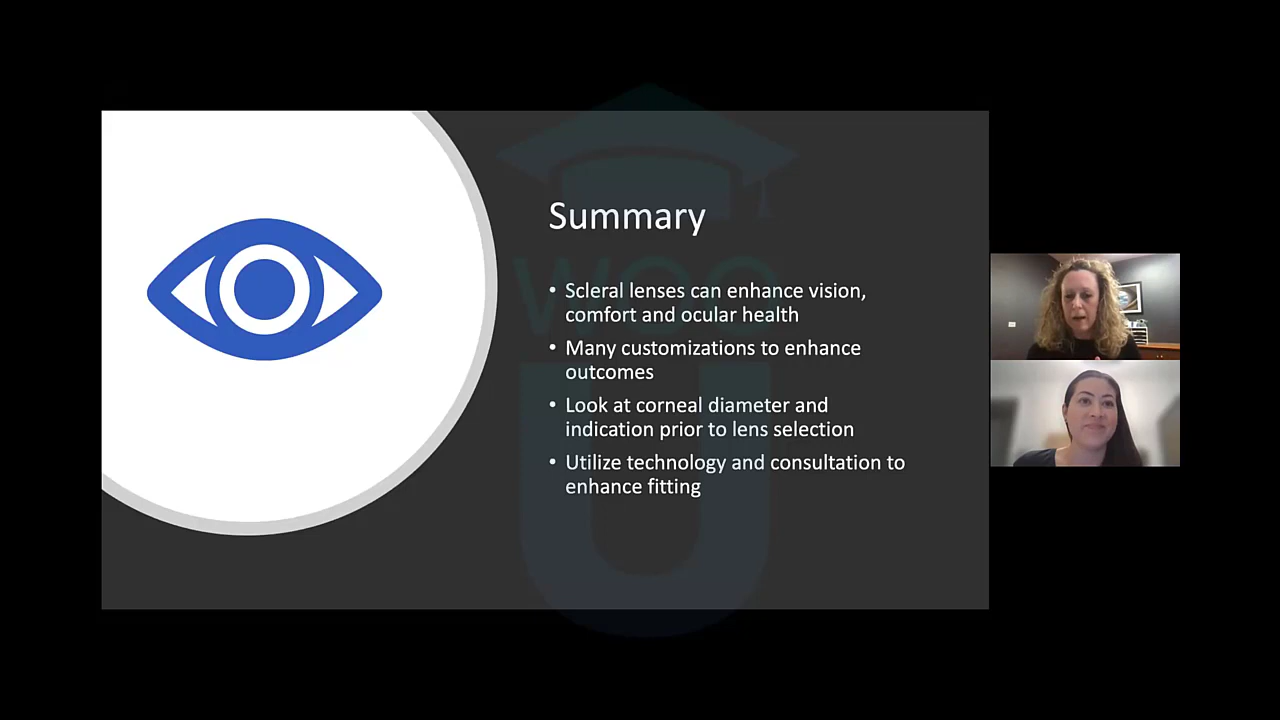 Summary
• Scleral lenses can enhance vision,
comfort and ocular health
• Many customizations to enhance
outcomes
• Look at corneal diameter and
indication prior to lens selection
• Utilize technology and consultation to
enhance fitting
WOO
U